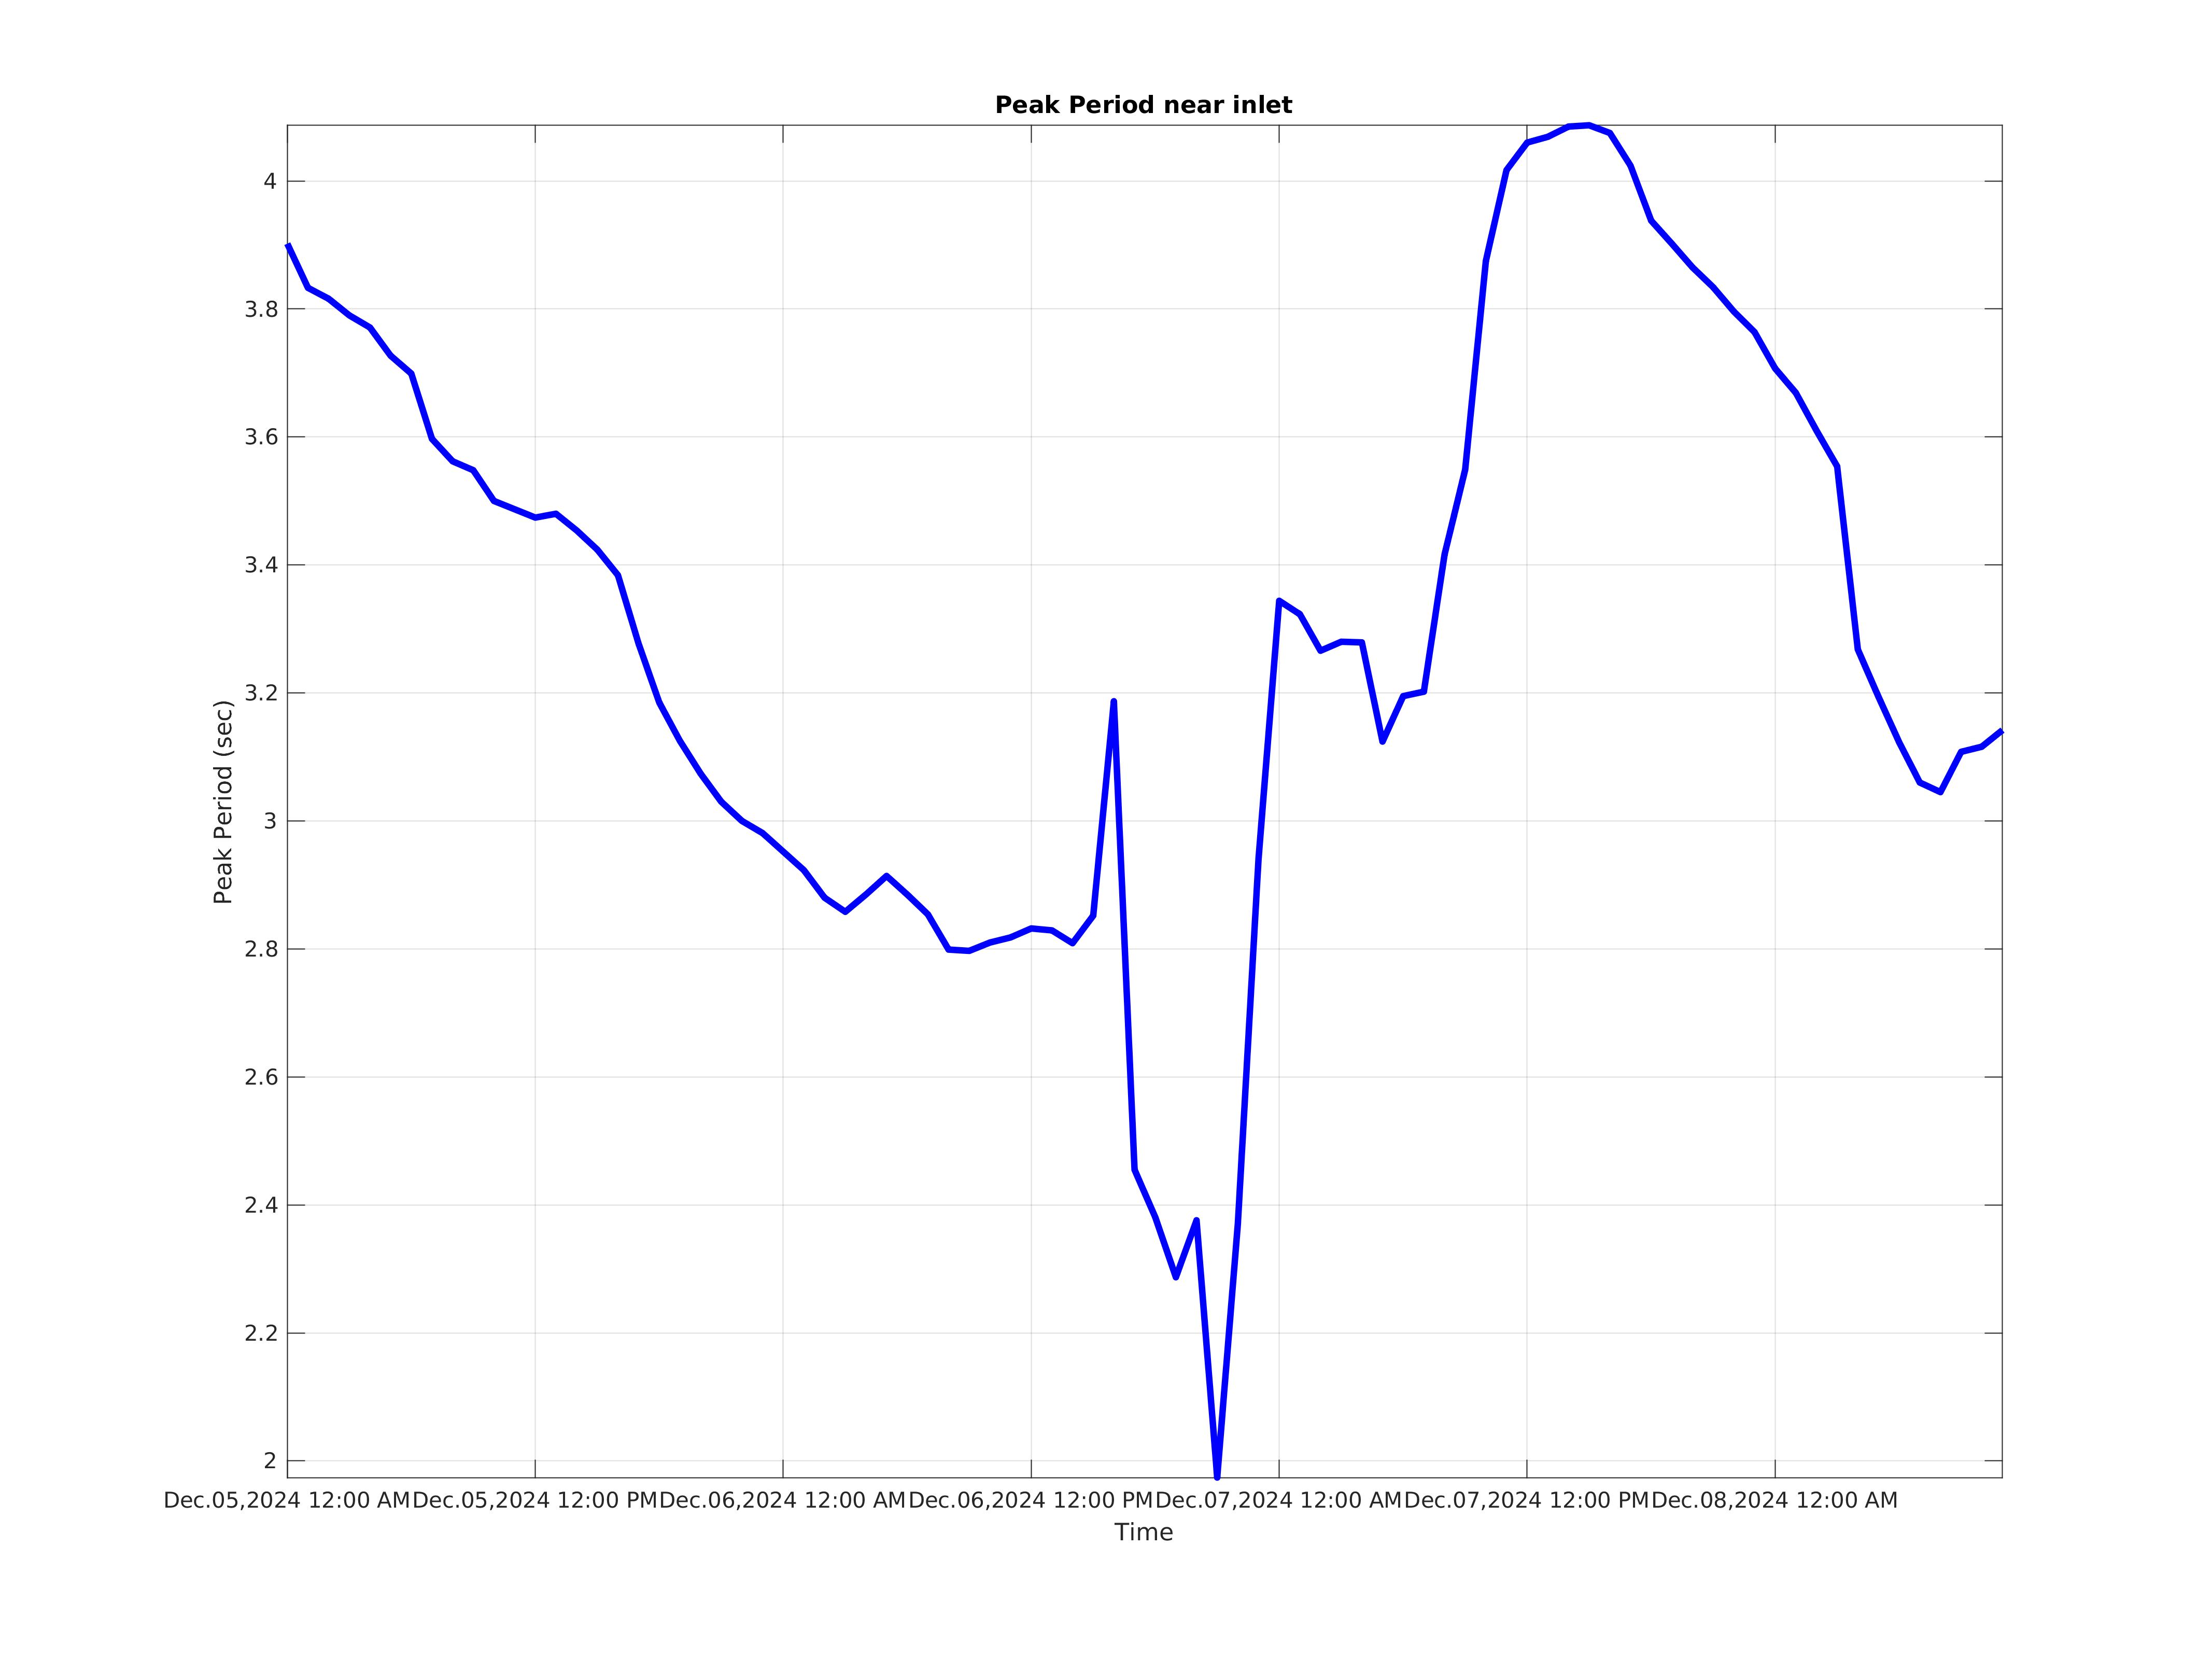 Peak Period near inlet
4
3.8
3.6
3.4
3.2
3
2.8
2.6
2.4
2.2
2
Peak Period (sec)
Dec.05,2024 12:00 AM Dec.05,2024 12:00 PM Dec.06,2024 12:00 AM Dec.06,2024 12:00 PM Dec.07,2024 12:00 AM Dec.07,2024 12:00 PM Dec.08,2024 12:00 AM
Time